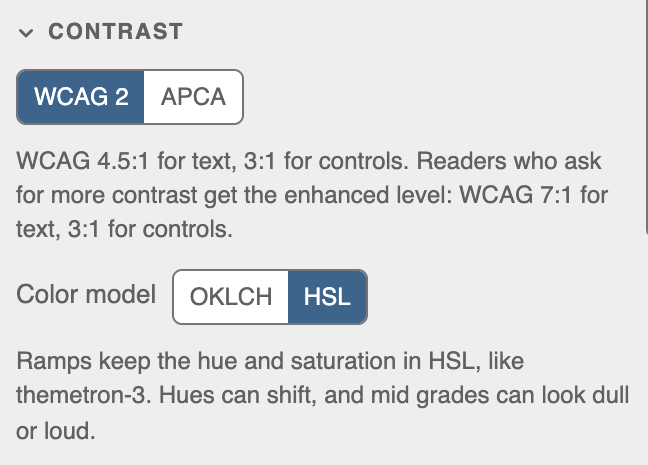 CONTRAST
WCAG 2 APCA
WCAG 4.5:1 for text, 3:1 for controls. Readers who ask
for more contrast get the enhanced level: WCAG 7:1 for
text, 3:1 for controls.
Color model OKLCH HSL
Ramps keep the hue and saturation in HSL, like
themetron-3. Hues can shift, and mid grades can look dull
or loud.